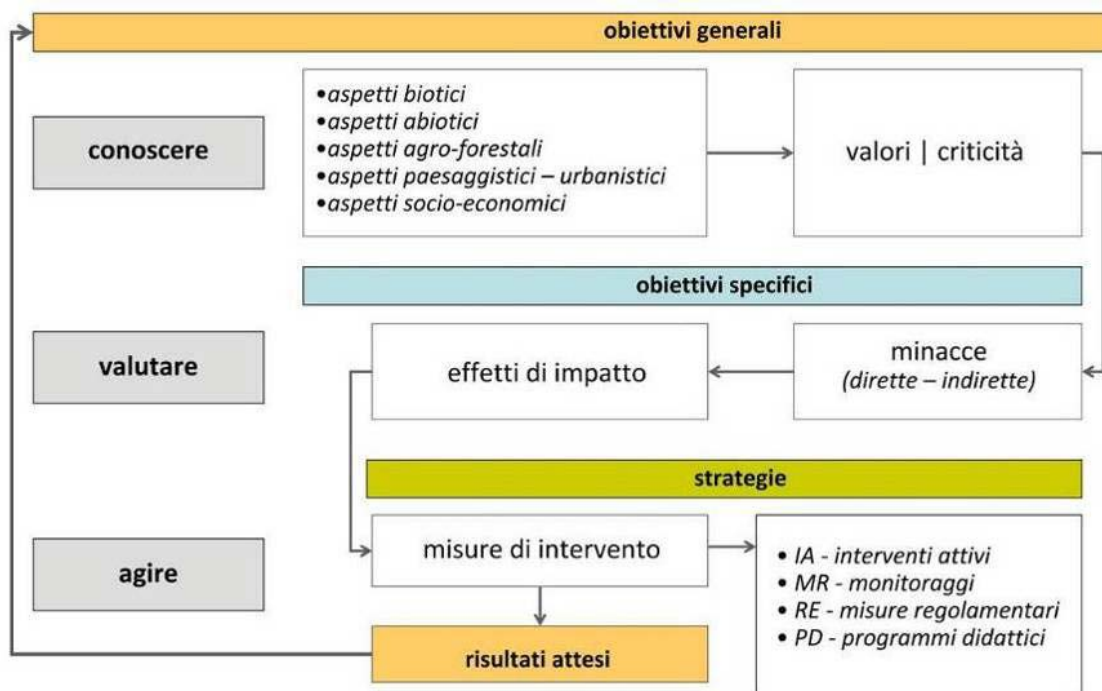 obiettivi generali
conoscere
•aspetti biotici
•aspetti abiotici
•aspetti agro-forestali
•aspetti paesaggistici – urbanistici
•aspetti socio-economici
valori | criticità
obiettivi specifici
valutare
effetti di impatto
minacce
(dirette – indirette)
strategie
agire
misure di intervento
• IA - interventi attivi
• MR - monitoraggi
• RE - misure regolamentari
• PD - programmi didattici
risultati attesi